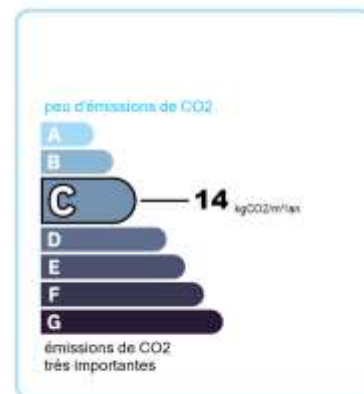 peu d'émissions de CO2
A
B
C 14 kgCO2/m²/an
D
E
F
G
émissions de CO2
très importantes